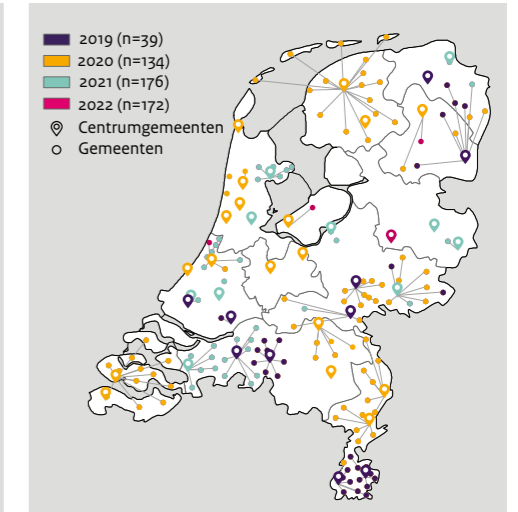 2019 (n=39)
2020 (n=134)
2021 (n=176)
2022 (n=172)
Centrumgemeenten
Gemeenten